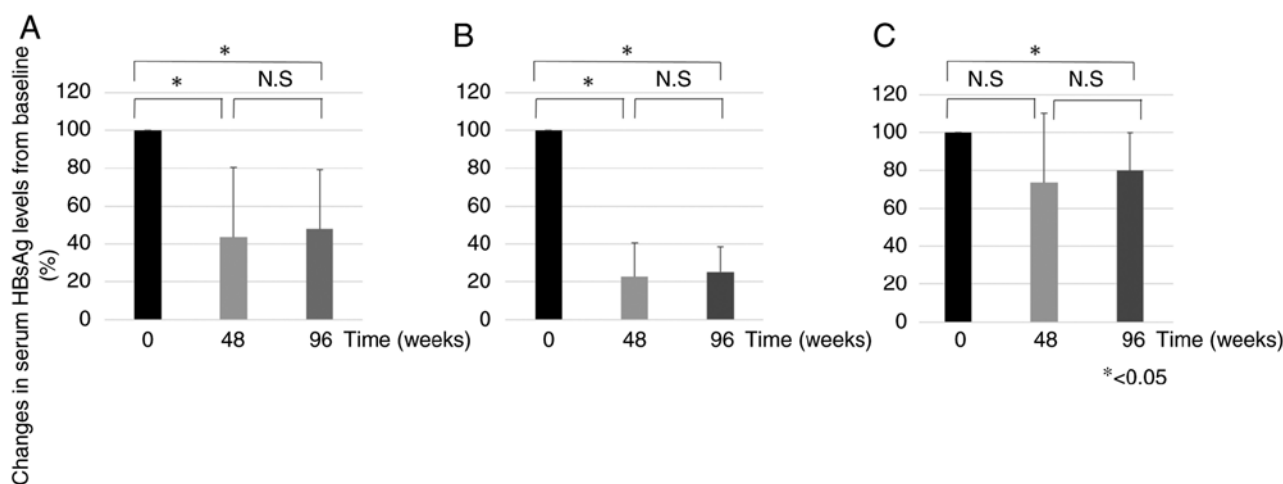 Changes in serum HBsAg levels from baseline
(%)
A
*
* N.S
120
100
80
60
40
20
0
0 48 96 Time (weeks)
B
*
* N.S
120
100
80
60
40
20
0
0 48 96 Time (weeks)
C
*
N.S N.S
120
100
80
60
40
20
0
0 48 96 Time (weeks)
*<0.05